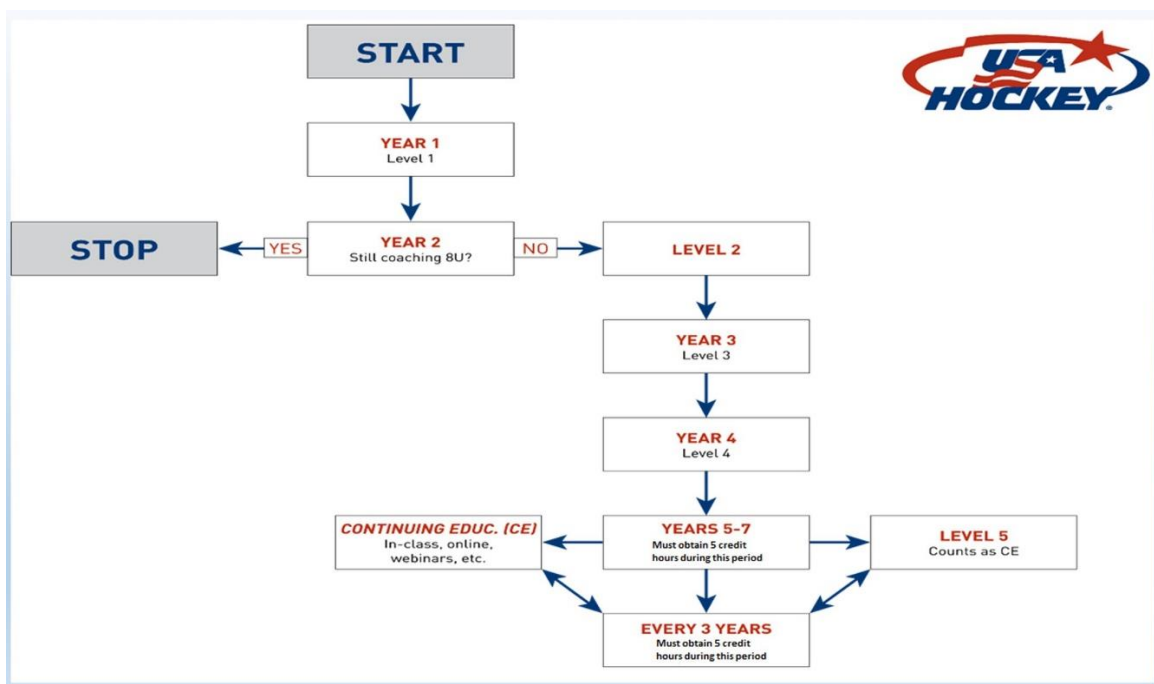 START
USA
HOCKEY®
YEAR 1
Level 1
STOP
YES
YEAR 2
Still coaching 8U?
NO
LEVEL 2
YEAR 3
Level 3
YEAR 4
Level 4
CONTINUING EDUC. (CE)
In-class, online,
webinars, etc.
YEARS 5-7
Must obtain 5 credit
hours during this period
LEVEL 5
Counts as CE
EVERY 3 YEARS
Must obtain 5 credit
hours during this period